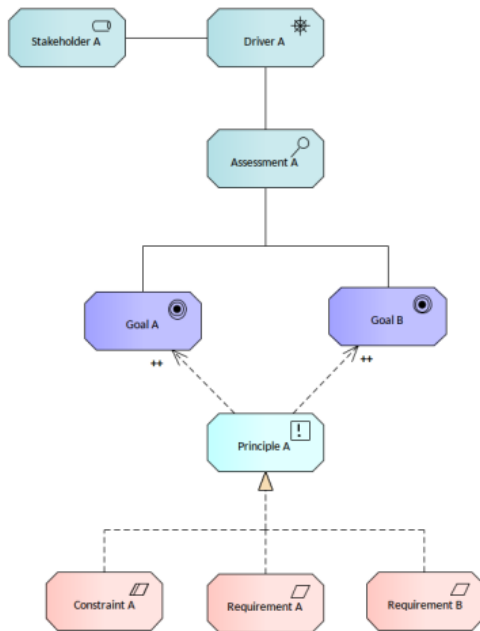 Stakeholder A
Driver A
Assessment A
Goal A
Goal B
++
++
Principle A
!
Constraint A
Requirement A
Requirement B